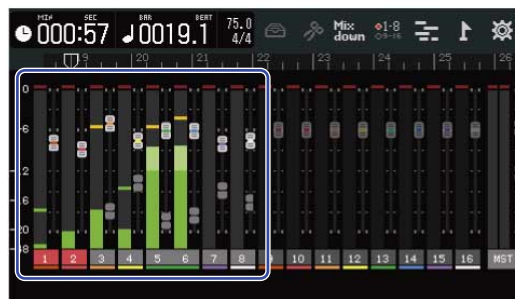 MIN SEC BAR BEAT
000:57 0019.1 75.0 4/4 Mix down 1-8 9-16
19 20 21 22 23 24 25 26
0
-6
-20
-48
1 2 3 4 5 6 7 8 9 10 11 12 13 14 15 16 MST